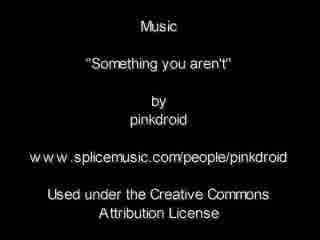 Music
"Something you aren't"
by
pinkdroid
www.splicemusic.com/people/pinkdroid
Used under the Creative Commons
Attribution License